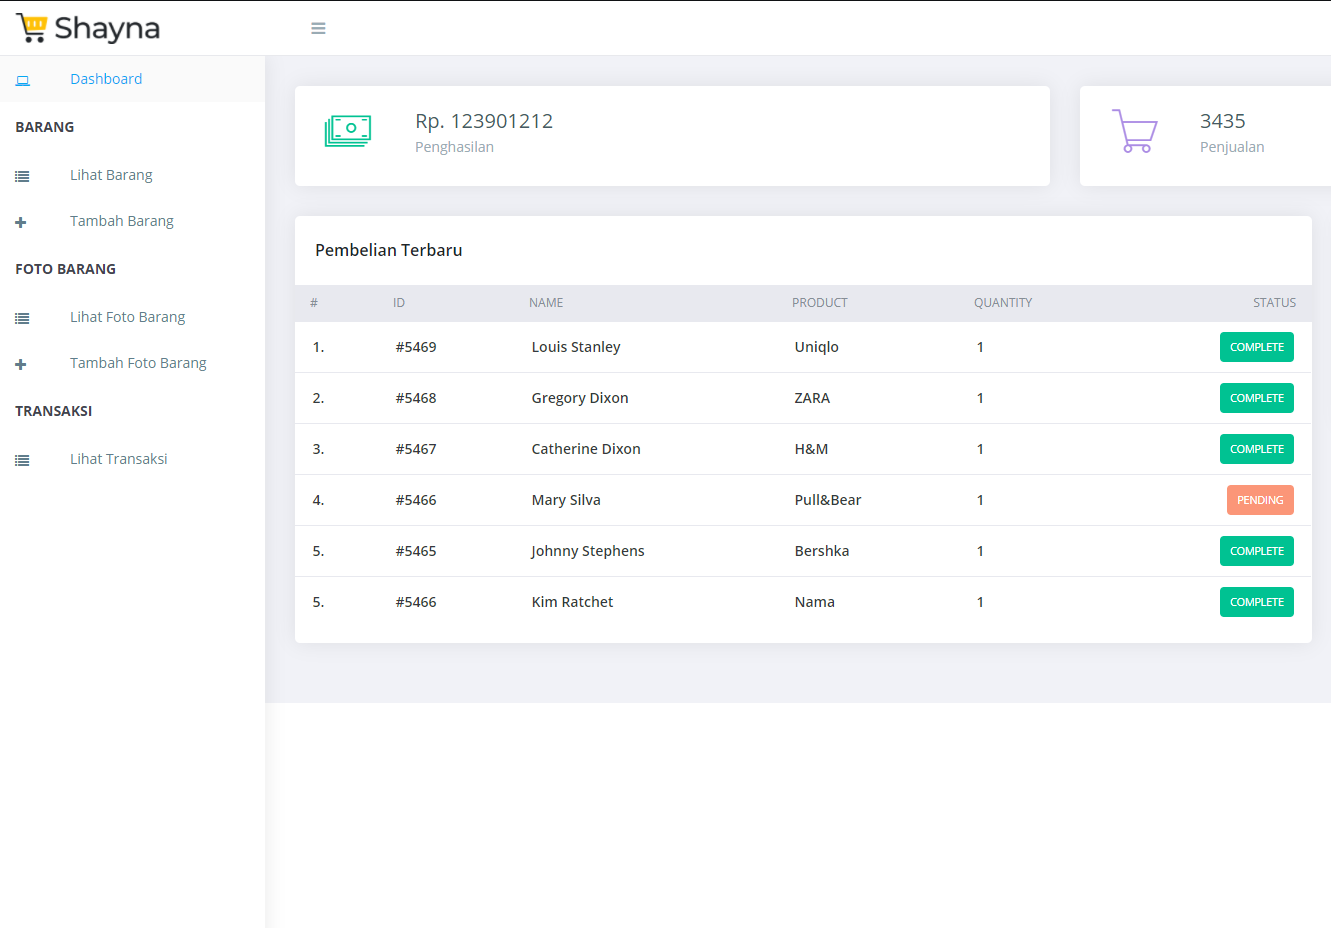 Shayna
Dashboard
BARANG
Lihat Barang
Tambah Barang
FOTO BARANG
Lihat Foto Barang
Tambah Foto Barang
TRANSAKSI
Lihat Transaksi
Rp. 123901212
Penghasilan
3435
Penjualan
Pembelian Terbaru
# ID NAME PRODUCT QUANTITY STATUS
1. #5469 Louis Stanley Uniqlo 1 COMPLETE
2. #5468 Gregory Dixon ZARA 1 COMPLETE
3. #5467 Catherine Dixon H&M 1 COMPLETE
4. #5466 Mary Silva Pull&Bear 1 PENDING
5. #5465 Johnny Stephens Bershka 1 COMPLETE
5. #5466 Kim Ratchet Nama 1 COMPLETE